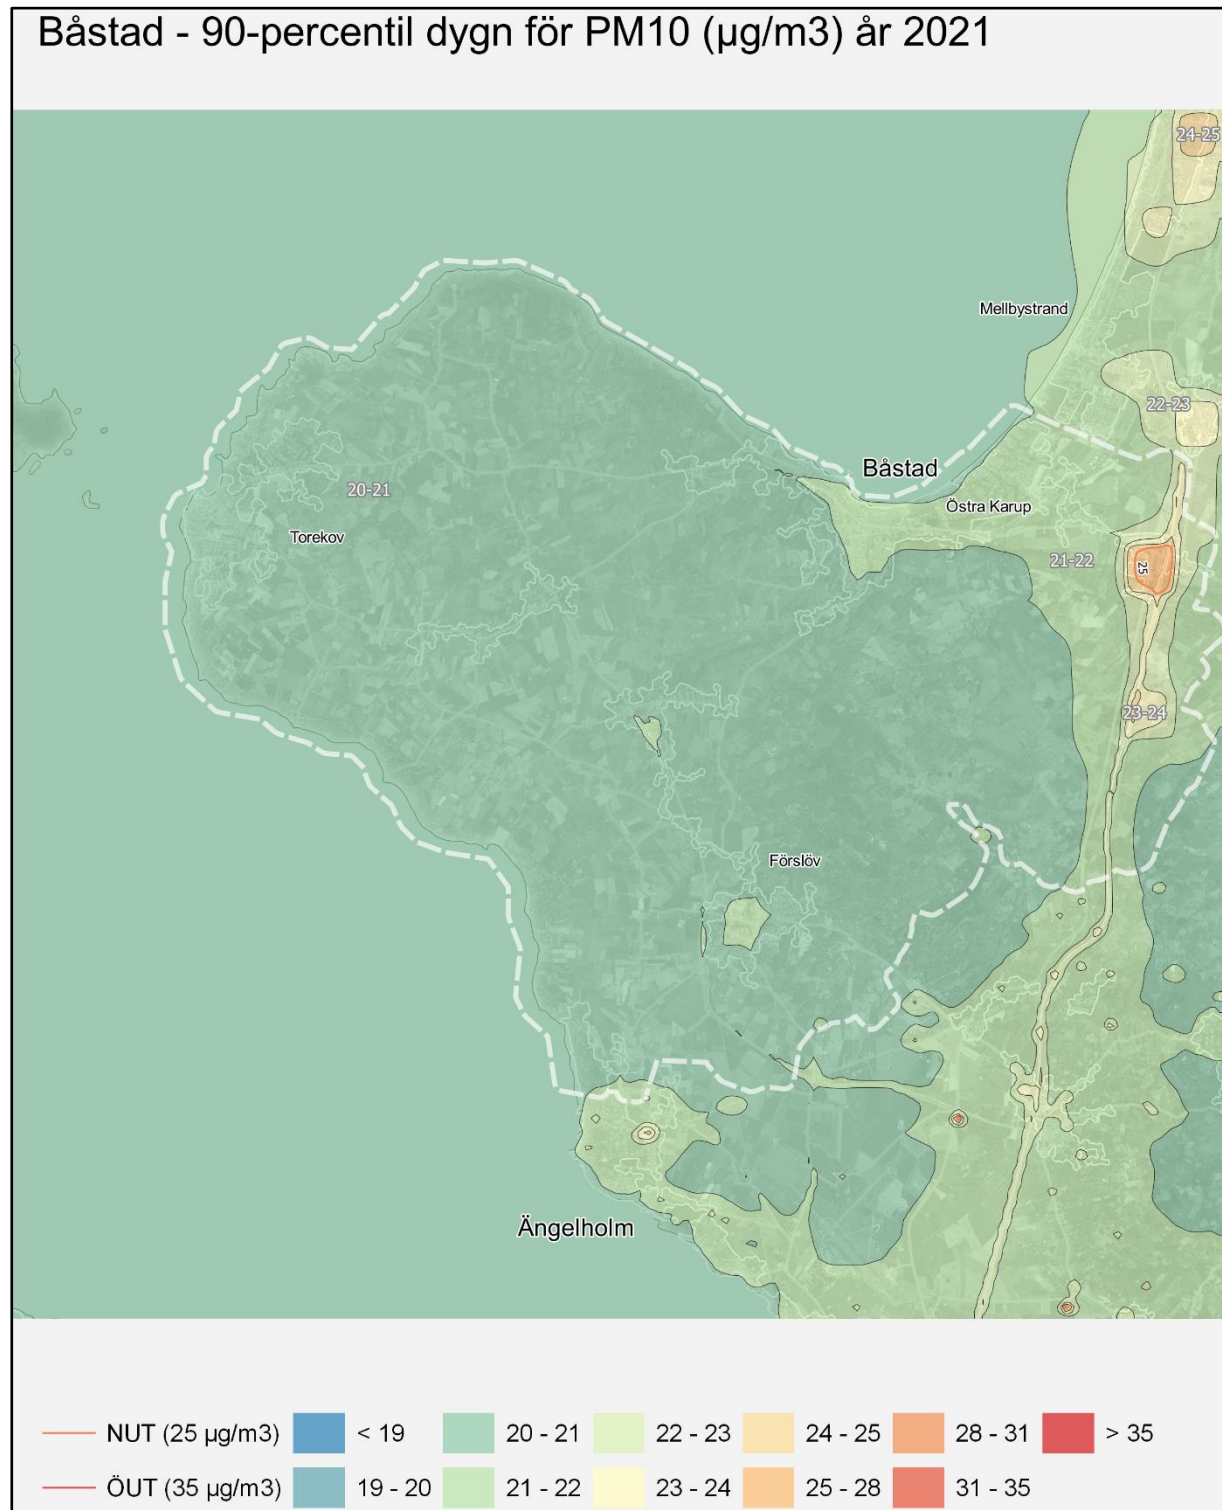 Båstad - 90-percentil dygn för PM10 (µg/m3) år 2021
24-25
Mellbystrand
22-23
Båstad
20-21
Östra Karup
Torekov
21-22
25
23-24
Förslöv
Ängelholm
NUT (25 µg/m3) < 19 20 - 21 22 - 23 24 - 25 28 - 31 > 35
ÖUT (35 µg/m3) 19 - 20 21 - 22 23 - 24 25 - 28 31 - 35